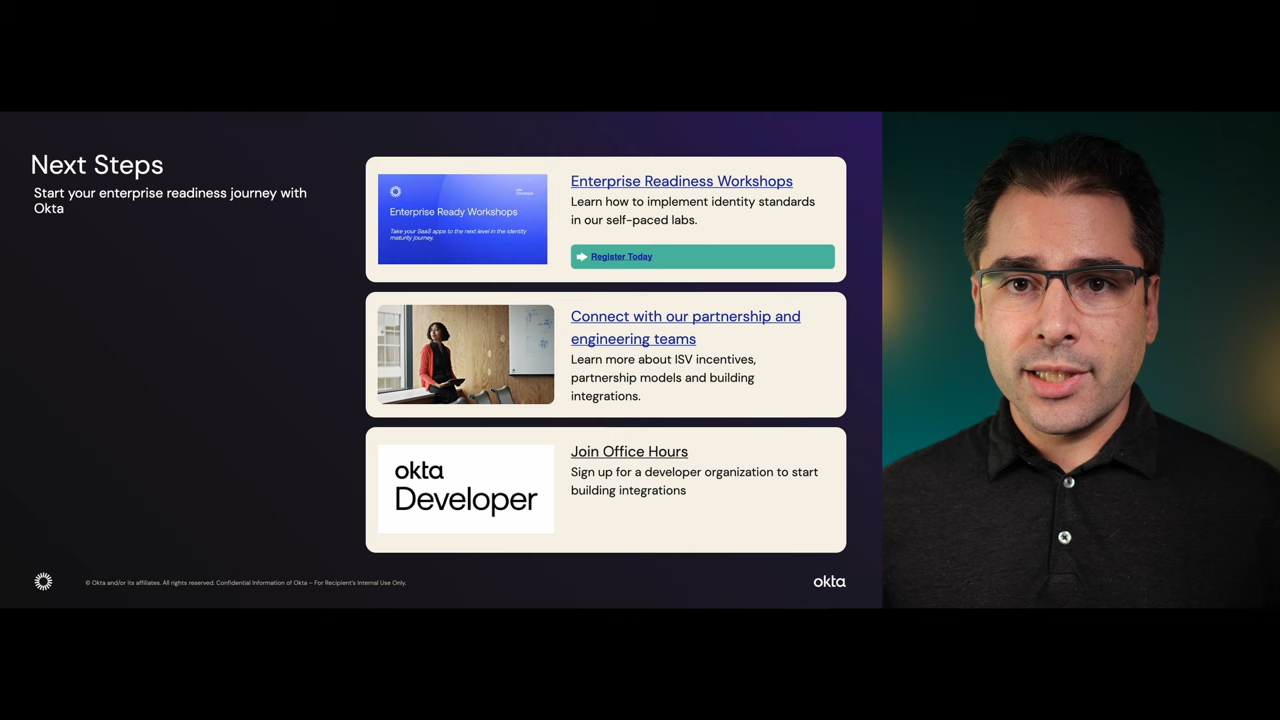 Next Steps
Start your enterprise readiness journey with
Okta
Enterprise Ready Workshops
Take your SaaS apps to the next level in the identity
maturity journey.
Enterprise Readiness Workshops
Learn how to implement identity standards
in our self-paced labs.
Register Today
Connect with our partnership and
engineering teams
Learn more about ISV incentives,
partnership models and building
integrations.
okta
Developer
Join Office Hours
Sign up for a developer organization to start
building integrations
© Okta and/or its affiliates. All rights reserved. Confidential Information of Okta – For Recipient's Internal Use Only.
okta